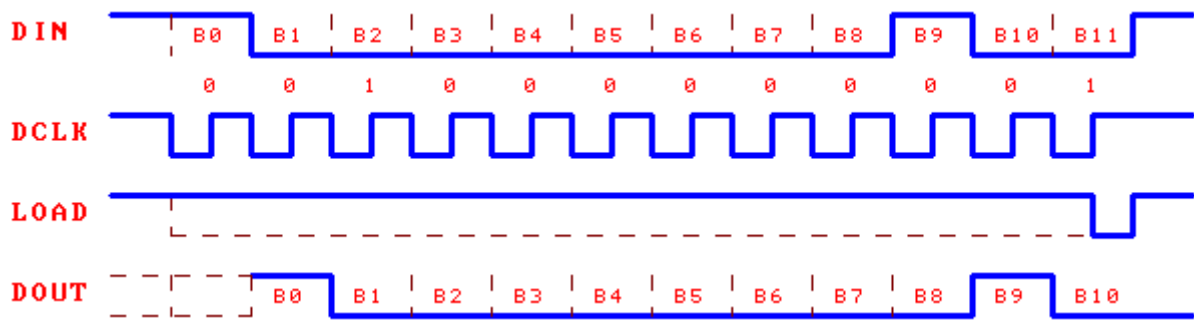 DIN B0 B1 B2 B3 B4 B5 B6 B7 B8 B9 B10 B11
0 0 1 0 0 0 0 0 0 0 0 1
DCLK
LOAD
DOUT B0 B1 B2 B3 B4 B5 B6 B7 B8 B9 B10